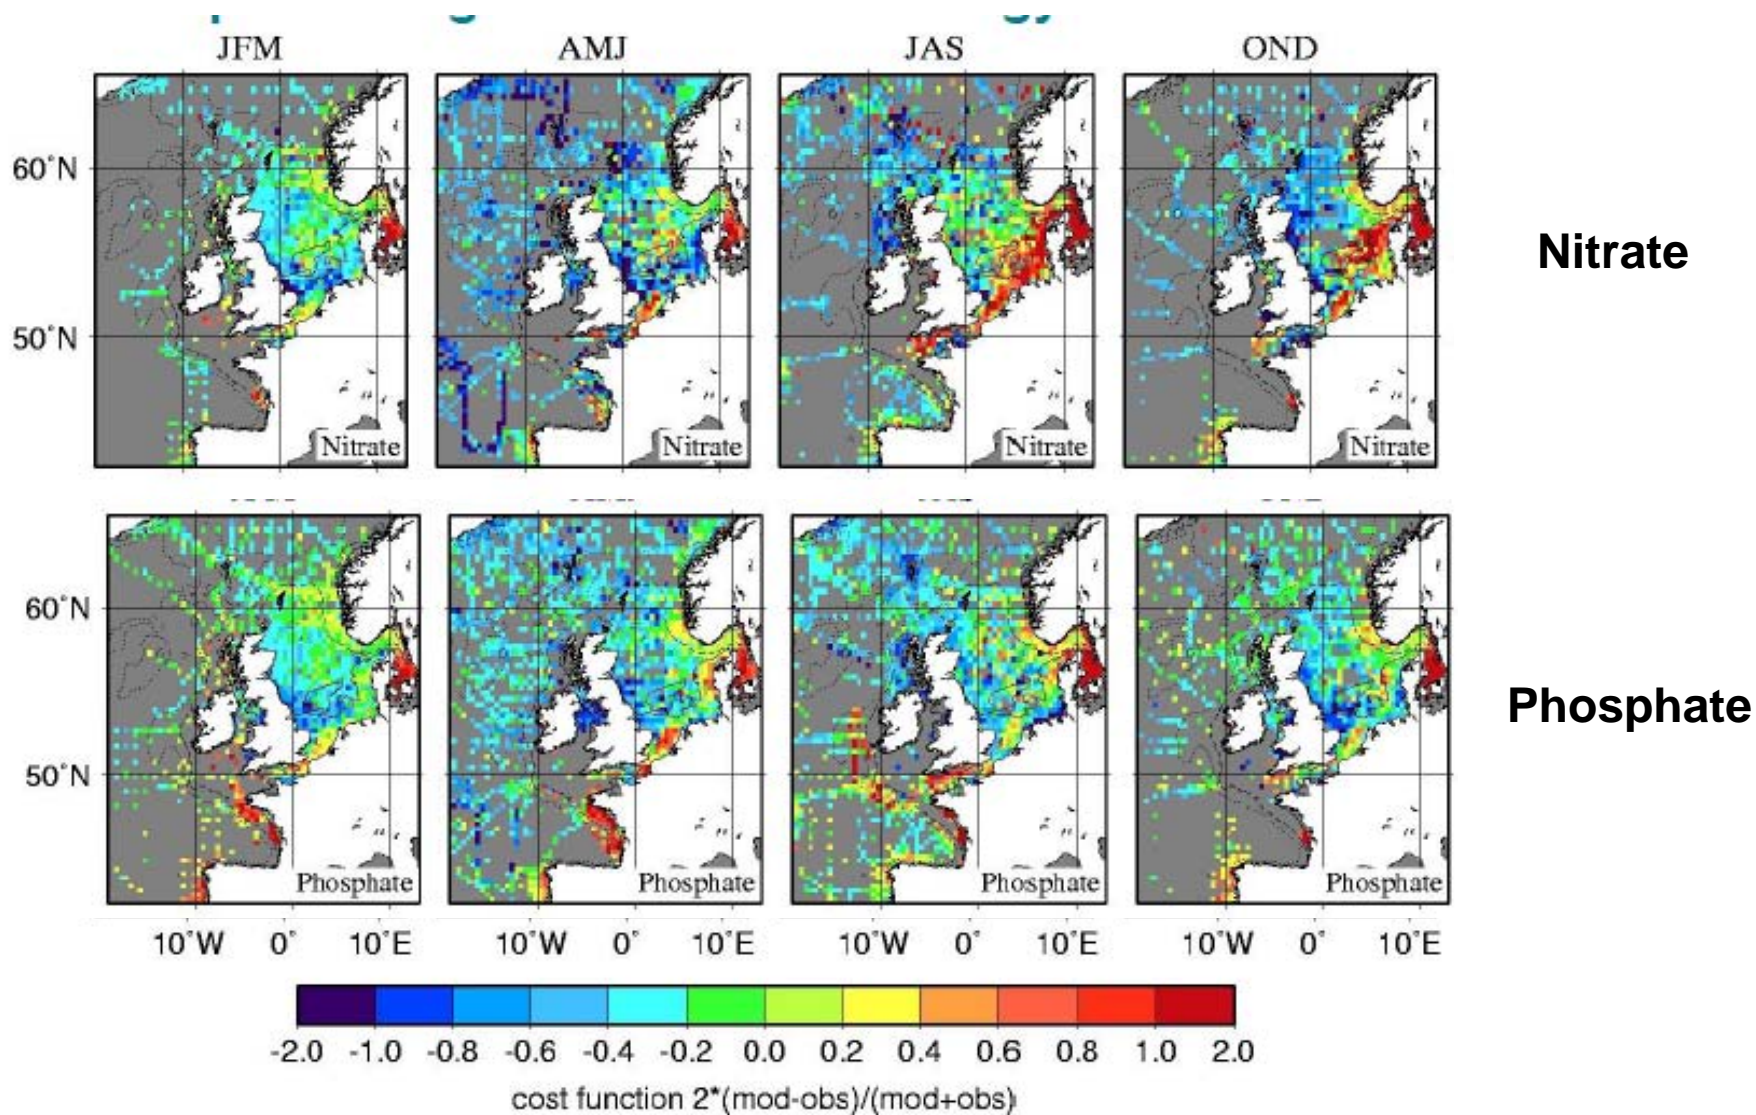 JFM AMJ JAS OND
60°N
50°N
Nitrate Nitrate Nitrate Nitrate
Nitrate
60°N
50°N
Phosphate Phosphate Phosphate Phosphate
Phosphate
10°W 0° 10°E 10°W 0° 10°E 10°W 0° 10°E 10°W 0° 10°E
-2.0 -1.0 -0.8 -0.6 -0.4 -0.2 0.0 0.2 0.4 0.6 0.8 1.0 2.0
cost function 2*(mod-obs)/(mod+obs)